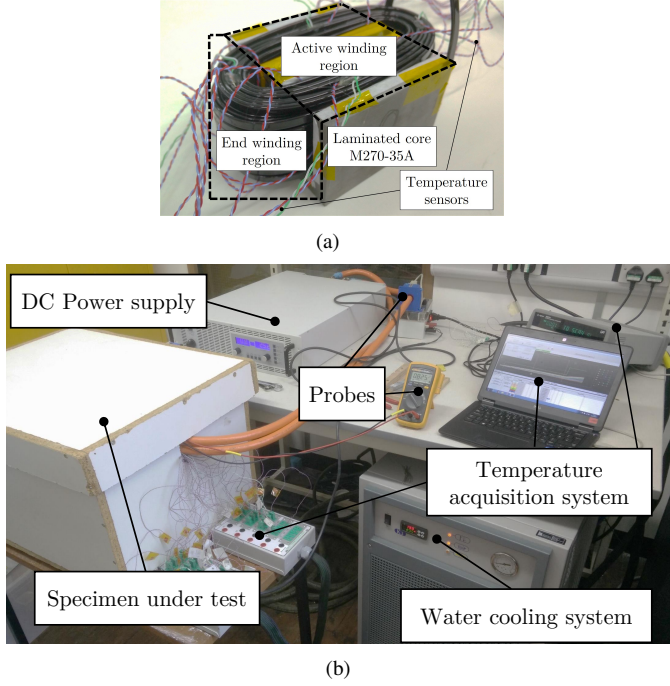 Active winding
region
End winding
region
Laminated core
M270-35A
Temperature
sensors
(a)
DC Power supply
Probes
Temperature
acquisition system
Specimen under test
Water cooling system
(b)